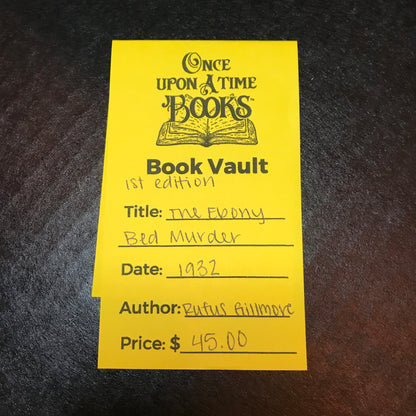 ONCE
UPON A TIME
BOOKS
Book Vault
1st edition
Title: The Ebony
Bed Murder
Date: 1932
Author: Rufus Gillmore
Price: $ 45.00